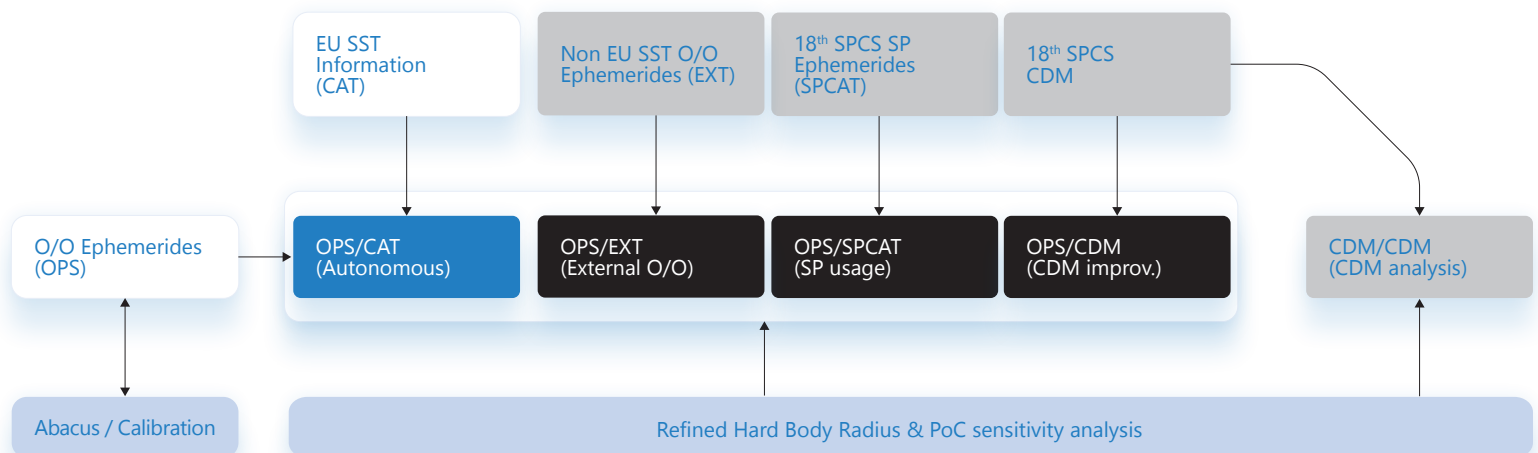 EU SST
Information
(CAT)
Non EU SST O/O
Ephemerides (EXT)
18th SPCS SP
Ephemerides
(SPCAT)
18th SPCS
CDM
O/O Ephemerides
(OPS)
OPS/CAT
(Autonomous)
OPS/EXT
(External O/O)
OPS/SPCAT
(SP usage)
OPS/CDM
(CDM improv.)
CDM/CDM
(CDM analysis)
Abacus / Calibration
Refined Hard Body Radius & PoC sensitivity analysis